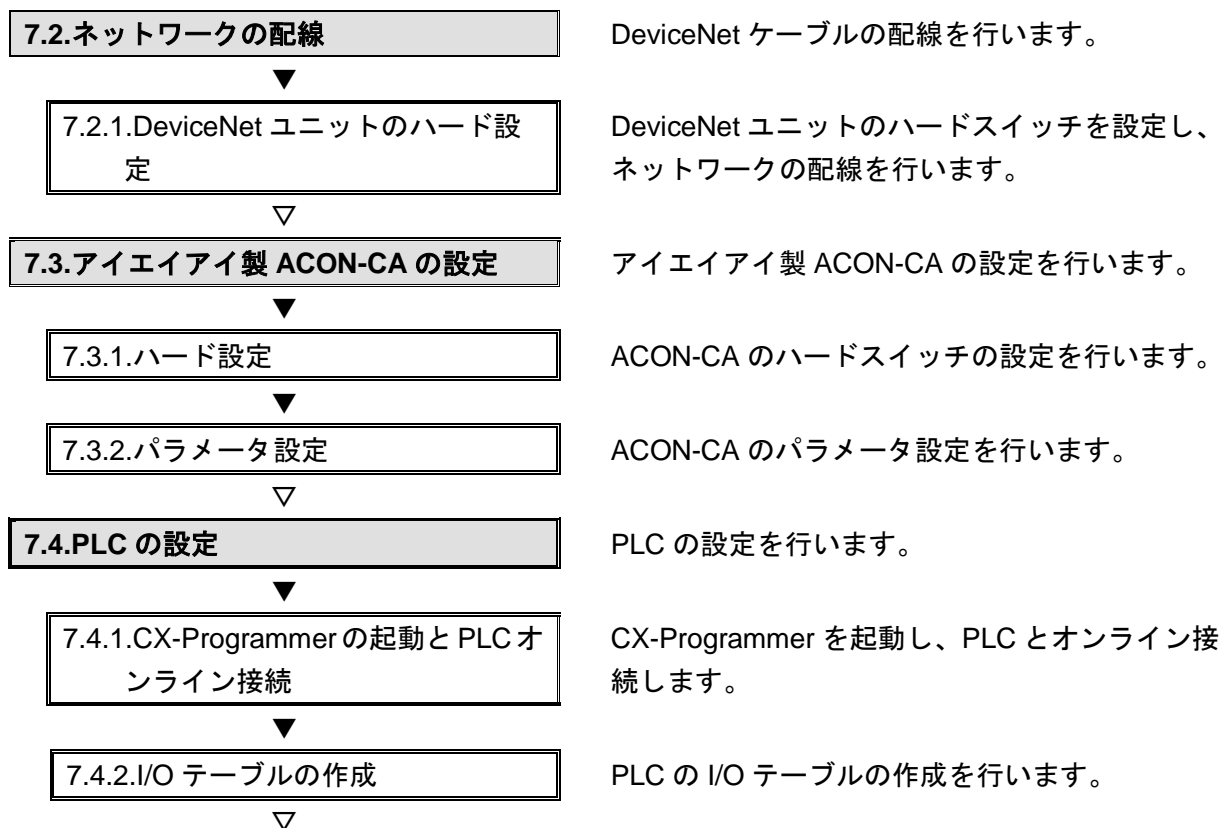 7.2.ネットワークの配線
DeviceNet ケーブルの配線を行います。
▼
7.2.1.DeviceNet ユニットのハード設
定
DeviceNet ユニットのハードスイッチを設定し、
ネットワークの配線を行います。
▽
7.3.アイエイアイ製 ACON-CA の設定
アイエイアイ製 ACON-CA の設定を行います。
▼
7.3.1.ハード設定
ACON-CA のハードスイッチの設定を行います。
▼
7.3.2.パラメータ設定
ACON-CA のパラメータ設定を行います。
▽
7.4.PLC の設定
PLC の設定を行います。
▼
7.4.1.CX-Programmer の起動と PLC オ
ンライン接続
CX-Programmer を起動し、PLC とオンライン接
続します。
▼
7.4.2.I/O テーブルの作成
PLC の I/O テーブルの作成を行います。
▽